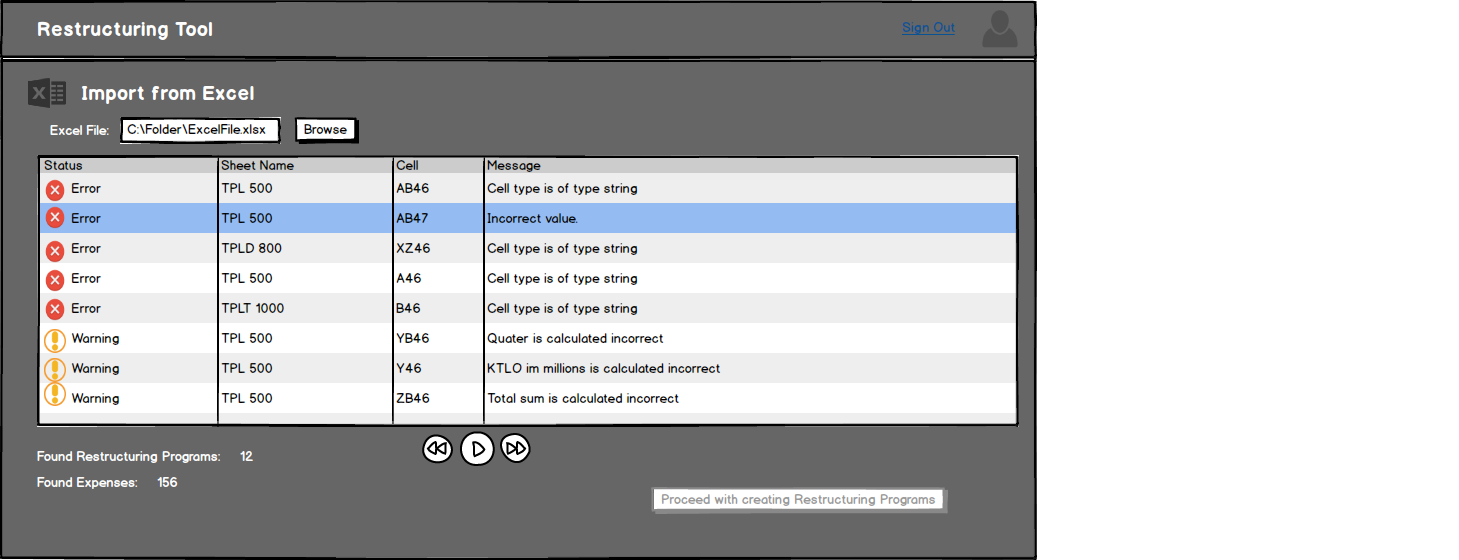 Restructuring Tool
Sign Out
X
Import from Excel
Excel File: C:\Folder\ExcelFile.xlsx Browse
Status Sheet Name Cell Message
Error TPL 500 AB46 Cell type is of type string
Error TPL 500 AB47 Incorrect value.
Error TPLD 800 XZ46 Cell type is of type string
Error TPL 500 A46 Cell type is of type string
Error TPLT 1000 B46 Cell type is of type string
Warning TPL 500 YB46 Quater is calculated incorrect
Warning TPL 500 Y46 KTLO im millions is calculated incorrect
Warning TPL 500 ZB46 Total sum is calculated incorrect
Found Restructuring Programs: 12
Found Expenses: 156
Proceed with creating Restructuring Programs